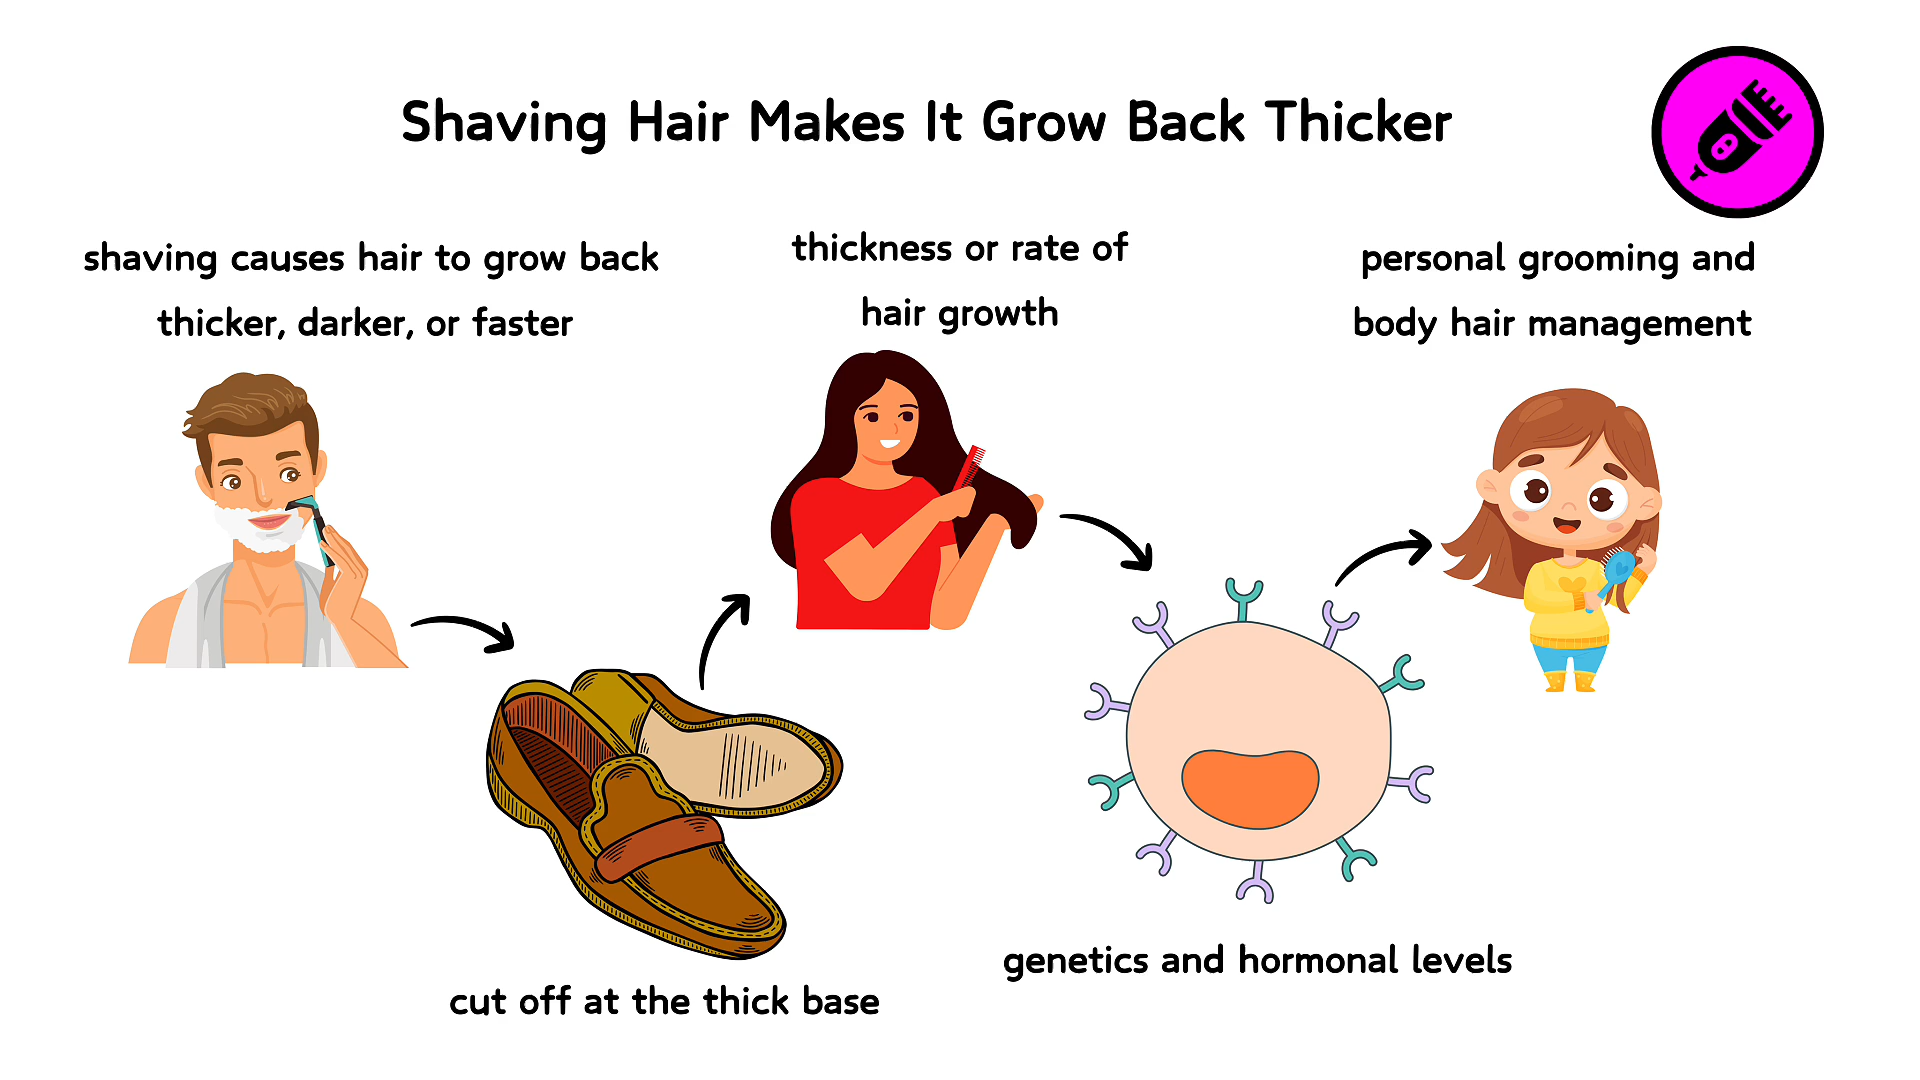 Shaving Hair Makes It Grow Back Thicker
shaving causes hair to grow back
thicker, darker, or faster
thickness or rate of
hair growth
personal grooming and
body hair management
cut off at the thick base
genetics and hormonal levels